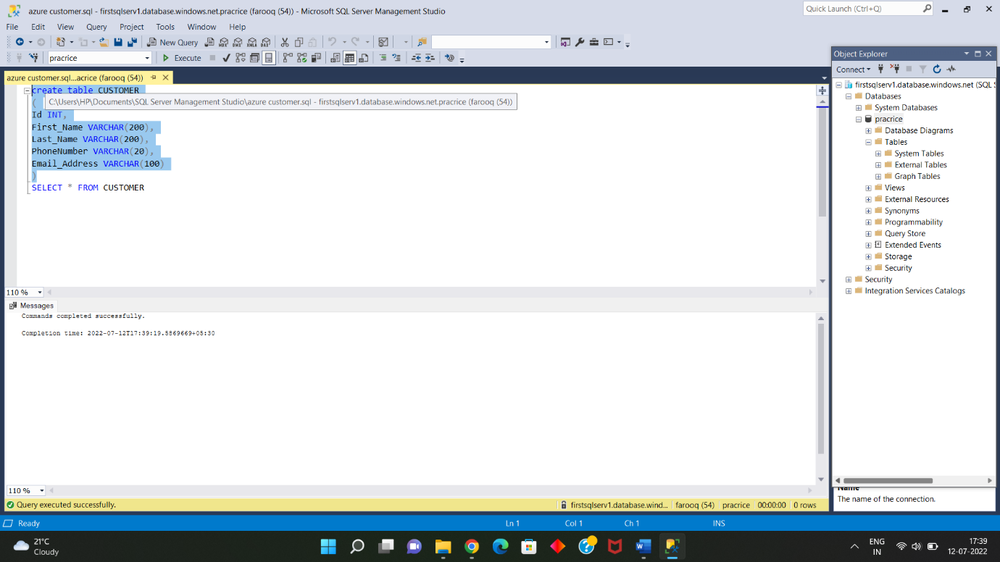 azure customer.sql - firstsqlserv1.database.windows.net.pracrice (farooq (54)) - Microsoft SQL Server Management Studio
Quick Launch (Ctrl+Q)
File Edit View Query Project Tools Window Help
New Query
pracrice
Execute
azure customer.sql...acrice (farooq (54))
create table CUSTOMER
(
C:\Users\HP\Documents\SQL Server Management Studio\azure customer.sql - firstsqlserv1.database.windows.net.pracrice (farooq (54))
Id INT,
First_Name VARCHAR(200),
Last_Name VARCHAR(200),
PhoneNumber VARCHAR(20),
Email_Address VARCHAR(100)
)
SELECT * FROM CUSTOMER
110 %
Messages
Commands completed successfully.
Completion time: 2022-07-12T17:39:19.5869669+05:30
110 %
Query executed successfully.
firstsqlserv1.database.wind... farooq (54) pracrice 00:00:00 0 rows
Object Explorer
Connect
firstsqlserv1.database.windows.net (SQL
Databases
System Databases
pracrice
Database Diagrams
Tables
System Tables
External Tables
Graph Tables
Views
External Resources
Synonyms
Programmability
Query Store
Extended Events
Storage
Security
Security
Integration Services Catalogs
Name
The name of the connection.
Ready Ln 1 Col 1 Ch 1 INS
21°C
Cloudy
ENG
IN
17:39
12-07-2022